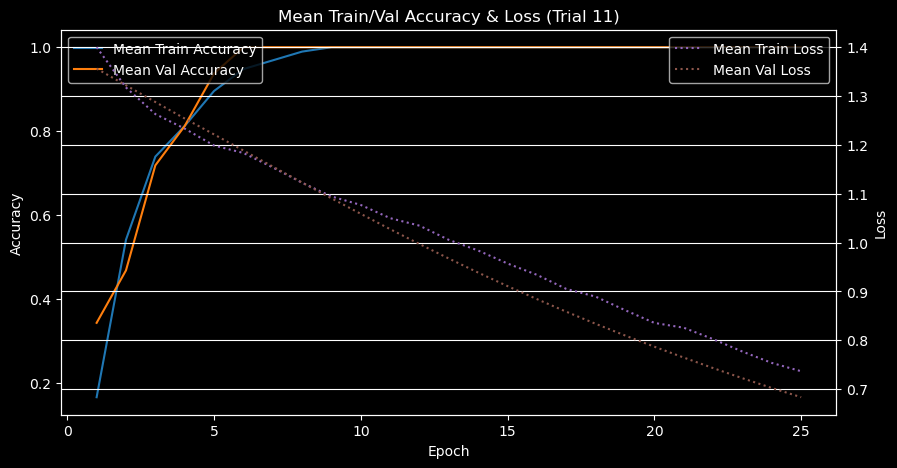 Mean Train/Val Accuracy & Loss (Trial 11)
Mean Train Accuracy
Mean Val Accuracy
Mean Train Loss
Mean Val Loss
1.0
0.8
0.6
0.4
0.2
Accuracy
1.4
1.3
1.2
1.1
1.0
0.9
0.8
0.7
Loss
0 5 10 15 20 25
Epoch